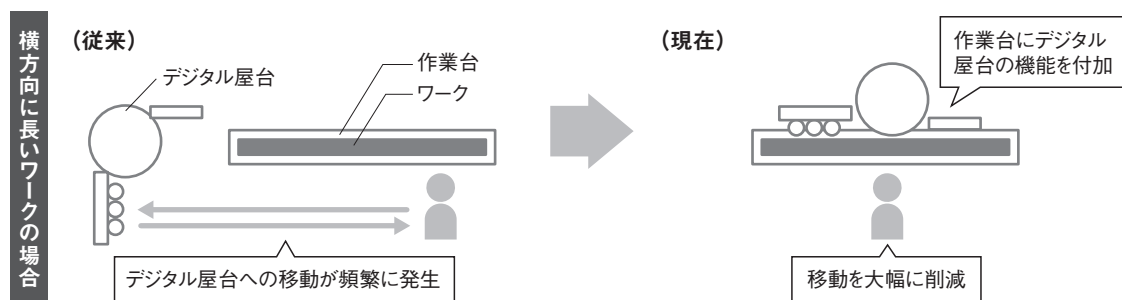 横方向に長いワークの場合
（従来）
デジタル屋台
作業台
ワーク
デジタル屋台への移動が頻繁に発生
（現在）
作業台にデジタル
屋台の機能を付加
移動を大幅に削減